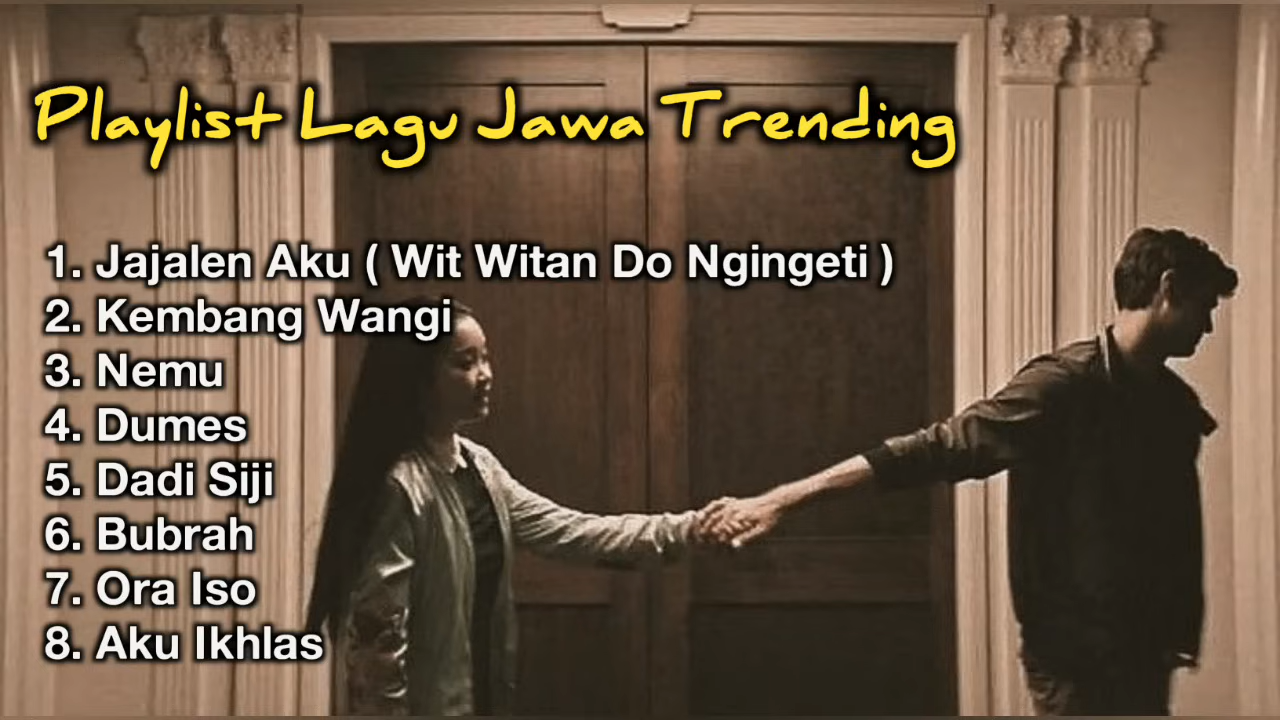 Playlist Lagu Jawa Trending
1. Jajalen Aku ( Wit Witan Do Ngingeti )
2. Kembang Wangi
3. Nemu
4. Dumes
5. Dadi Siji
6. Bubrah
7. Ora Iso
8. Aku Ikhlas